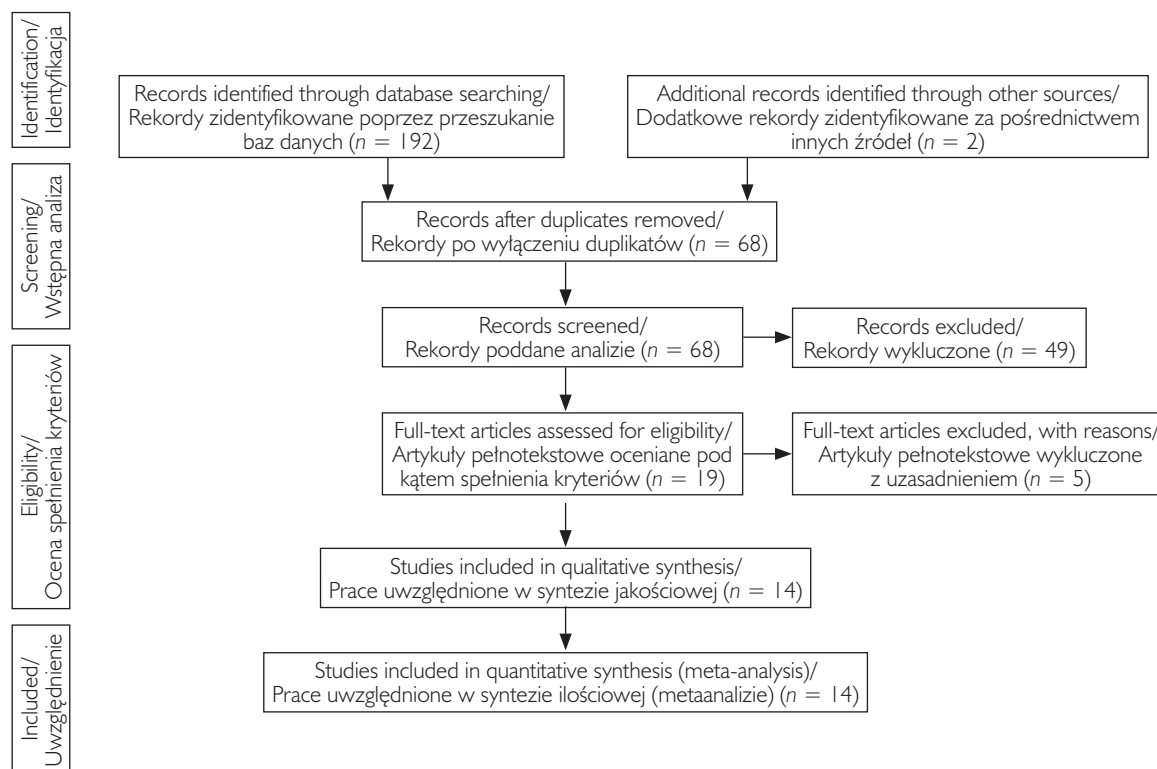 Identification/
Identyfikacja
Records identified through database searching/
Rekordy zidentyfikowane poprzez przeszukanie
baz danych (n = 192)
Additional records identified through other sources/
Dodatkowe rekordy zidentyfikowane za pośrednictwem
innych źródeł (n = 2)
Screening/
Wstępna analiza
Records after duplicates removed/
Rekordy po wyłączeniu duplikatów (n = 68)
Records screened/
Rekordy poddane analizie (n = 68)
Records excluded/
Rekordy wykluczone (n = 49)
Eligibility/
Ocena spełnienia kryteriów
Full-text articles assessed for eligibility/
Artykuły pełnotekstowe oceniane pod
kątem spełnienia kryteriów (n = 19)
Full-text articles excluded, with reasons/
Artykuły pełnotekstowe wykluczone
z uzasadnieniem (n = 5)
Studies included in qualitative synthesis/
Prace uwzględnione w syntezie jakościowej (n = 14)
Included/
Uwzględnienie
Studies included in quantitative synthesis (meta-analysis)/
Prace uwzględnione w syntezie ilościowej (metaanalizie) (n = 14)